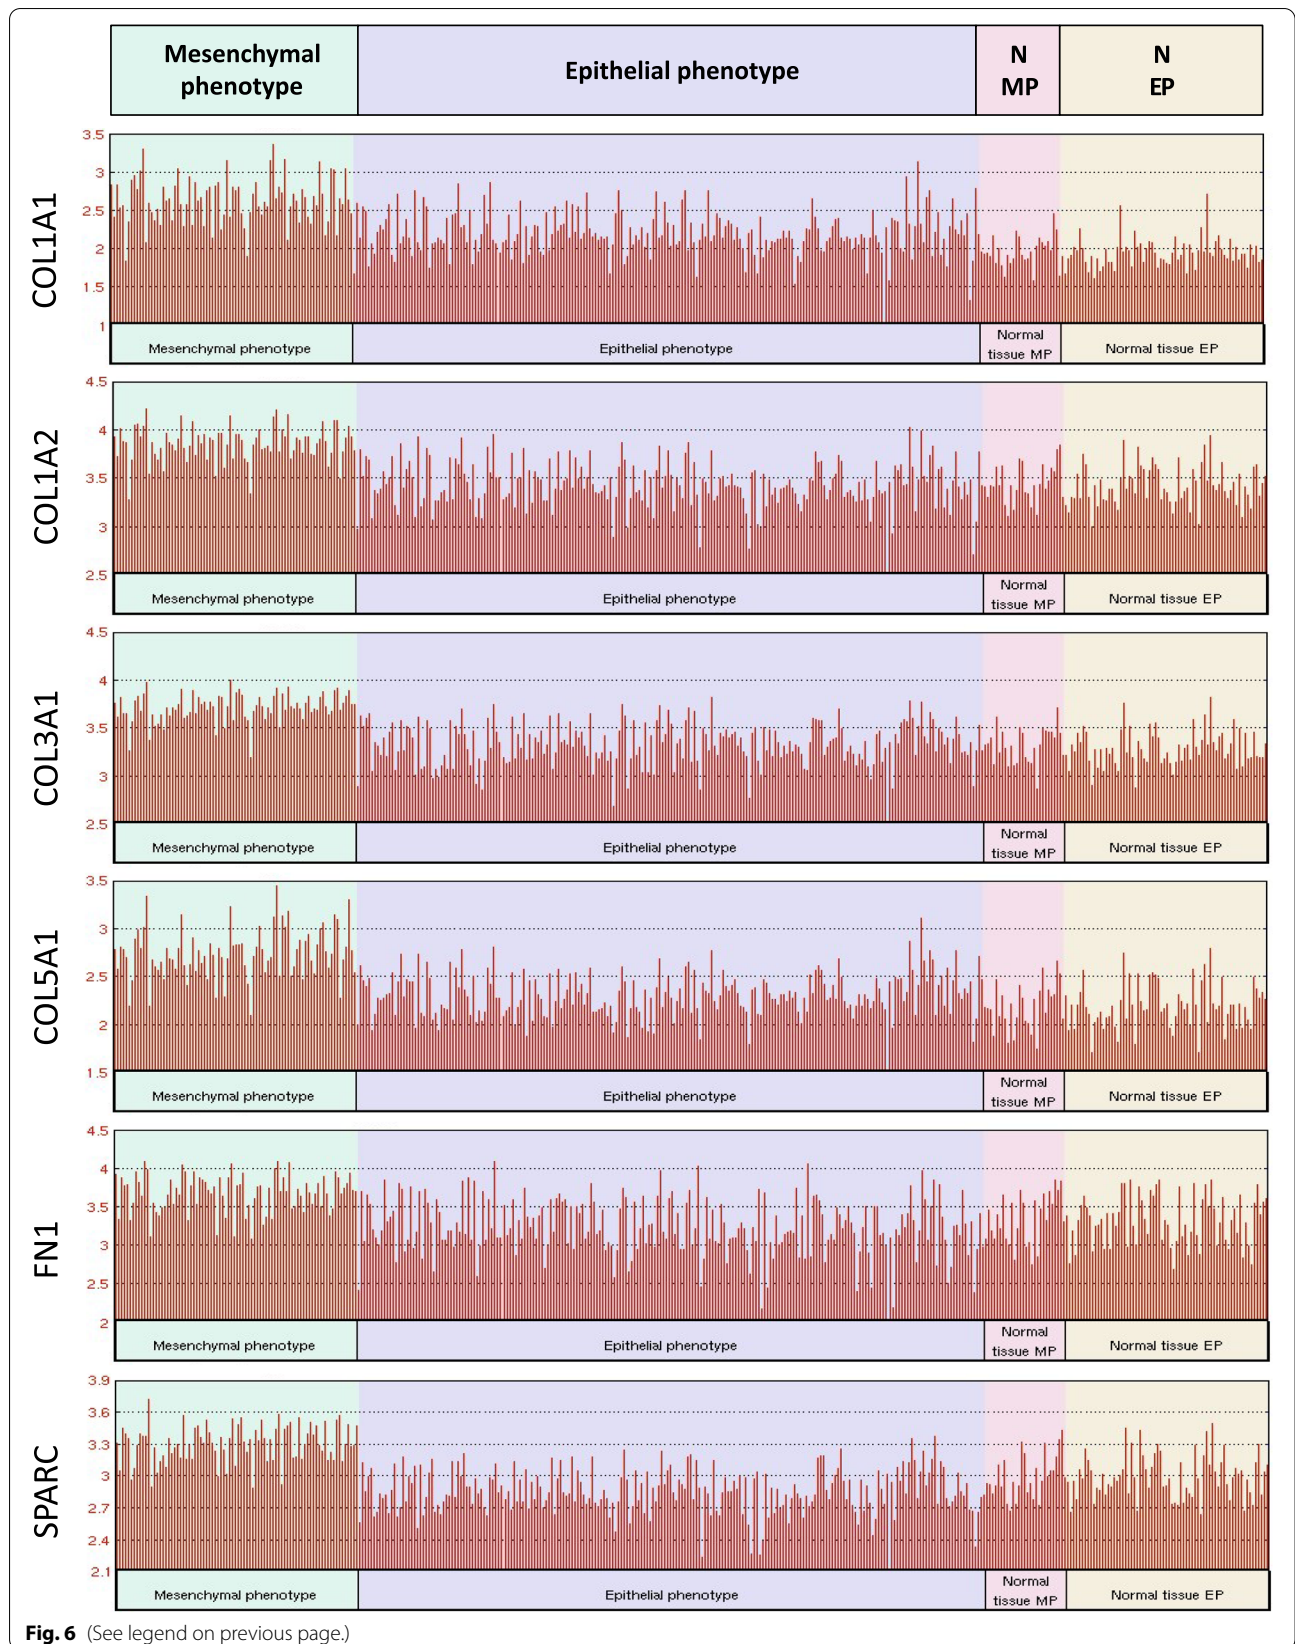 Mesenchymal
phenotype
Epithelial phenotype
N
MP
N
EP
COL1A1
3.5
3
2.5
2
1.5
1
Mesenchymal phenotype
Epithelial phenotype
Normal
tissue MP
Normal tissue EP
COL1A2
4.5
4
3.5
3
2.5
Mesenchymal phenotype
Epithelial phenotype
Normal
tissue MP
Normal tissue EP
COL3A1
4.5
4
3.5
3
2.5
Mesenchymal phenotype
Epithelial phenotype
Normal
tissue MP
Normal tissue EP
COL5A1
3.5
3
2.5
2
1.5
Mesenchymal phenotype
Epithelial phenotype
Normal
tissue MP
Normal tissue EP
FN1
4.5
4
3.5
3
2.5
2
Mesenchymal phenotype
Epithelial phenotype
Normal
tissue MP
Normal tissue EP
SPARC
3.9
3.6
3.3
3
2.7
2.4
2.1
Mesenchymal phenotype
Epithelial phenotype
Normal
tissue MP
Normal tissue EP
Fig. 6 (See legend on previous page.)